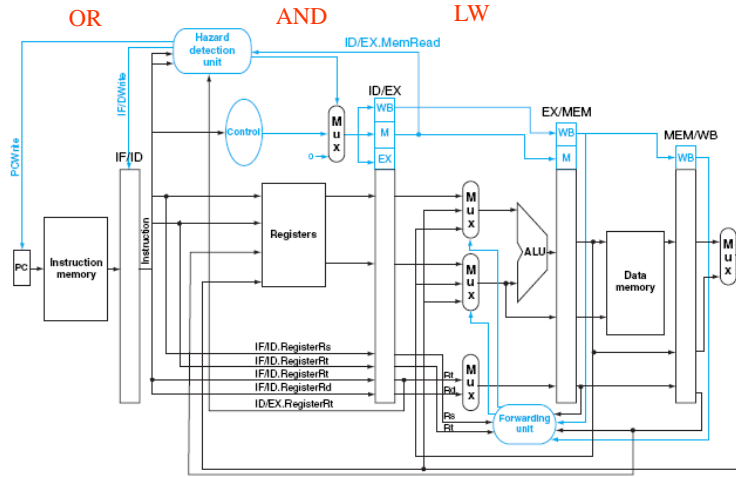 OR
AND
LW
Hazard
detection
unit
ID/EX.MemRead
ID/EX
IF/DWrite
PCWrite
Control
M
u
x
0
WB
M
EX
EX/MEM
WB
M
MEM/WB
WB
IF/ID
PC
Instruction
memory
Instruction
Registers
M
u
x
M
u
x
ALU
Data
memory
M
u
x
IF/ID.RegisterRs
IF/ID.RegisterRt
IF/ID.RegisterRt
IF/ID.RegisterRd
ID/EX.RegisterRt
Rt
Rd
M
u
x
Rs
Rt
Forwarding
unit